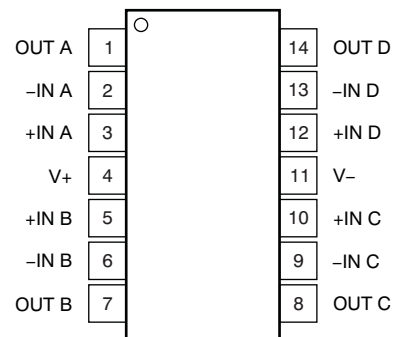 OUT A 1 14 OUT D
−IN A 2 13 −IN D
+IN A 3 12 +IN D
V+ 4 11 V−
+IN B 5 10 +IN C
−IN B 6 9 −IN C
OUT B 7 8 OUT C